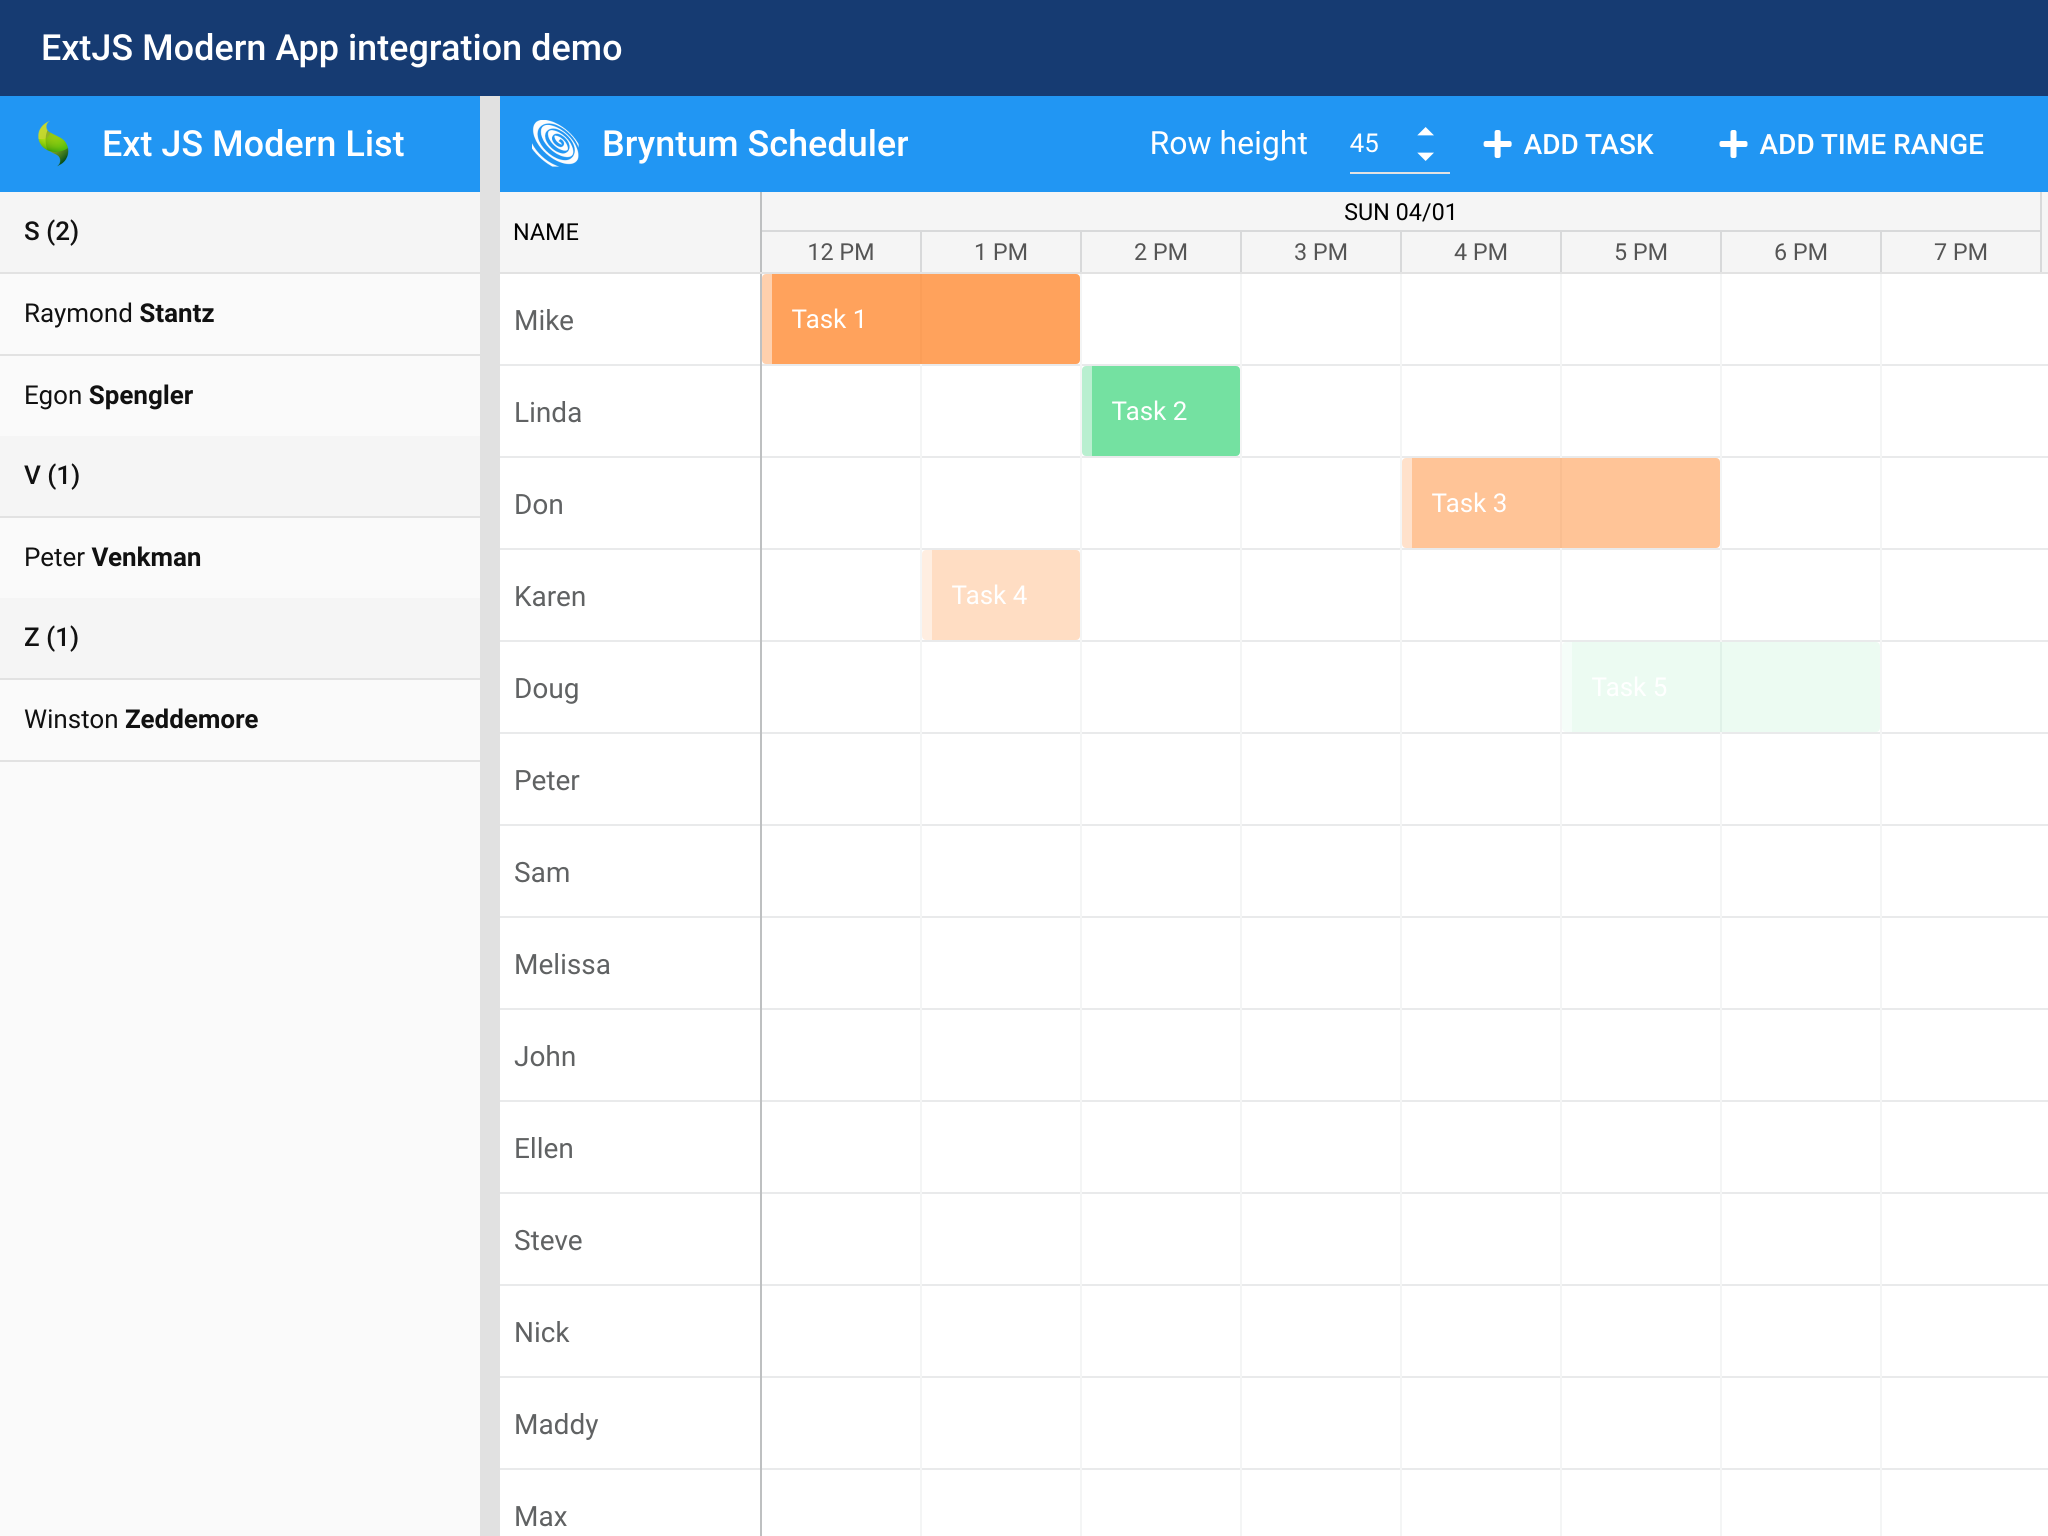 ExtJS Modern App integration demo
Ext JS Modern List
Bryntum Scheduler
Row height 45
ADD TASK
ADD TIME RANGE
S (2)
Raymond Stantz
Egon Spengler
V (1)
Peter Venkman
Z (1)
Winston Zeddemore
NAME
SUN 04/01
12 PM 1 PM 2 PM 3 PM 4 PM 5 PM 6 PM 7 PM
Mike Task 1
Linda Task 2
Don Task 3
Karen Task 4
Doug Task 5
Peter
Sam
Melissa
John
Ellen
Steve
Nick
Maddy
Max